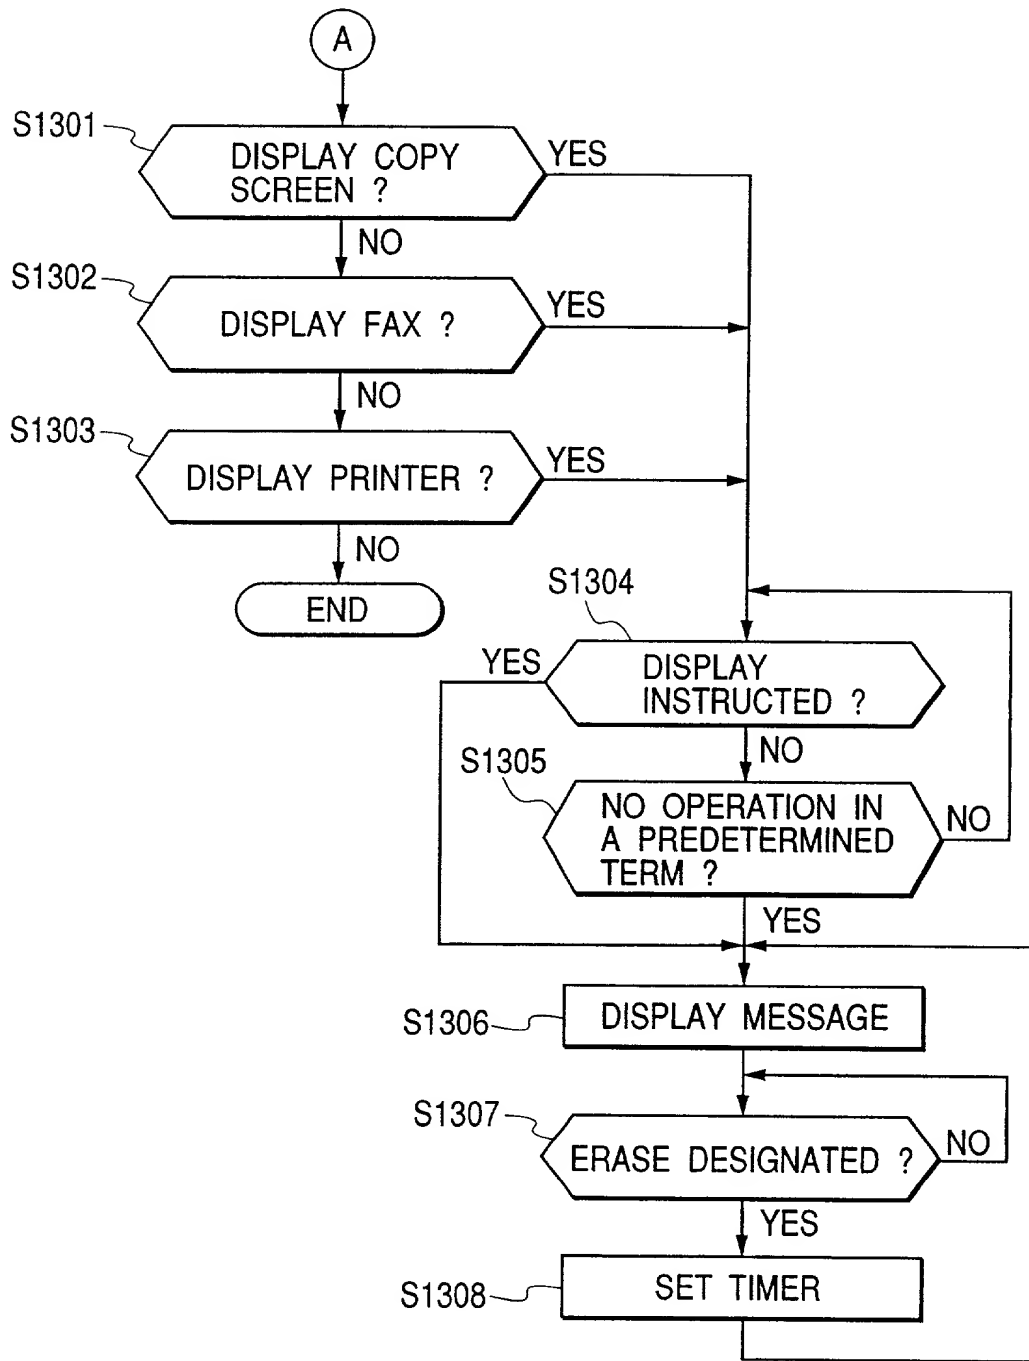 A
S1301
DISPLAY COPY
SCREEN ?
YES
NO
S1302
DISPLAY FAX ?
YES
NO
S1303
DISPLAY PRINTER ?
YES
NO
END
S1304
YES
DISPLAY
INSTRUCTED ?
NO
S1305
NO OPERATION IN
A PREDETERMINED
TERM ?
NO
YES
S1306
DISPLAY MESSAGE
S1307
ERASE DESIGNATED ?
NO
YES
S1308
SET TIMER